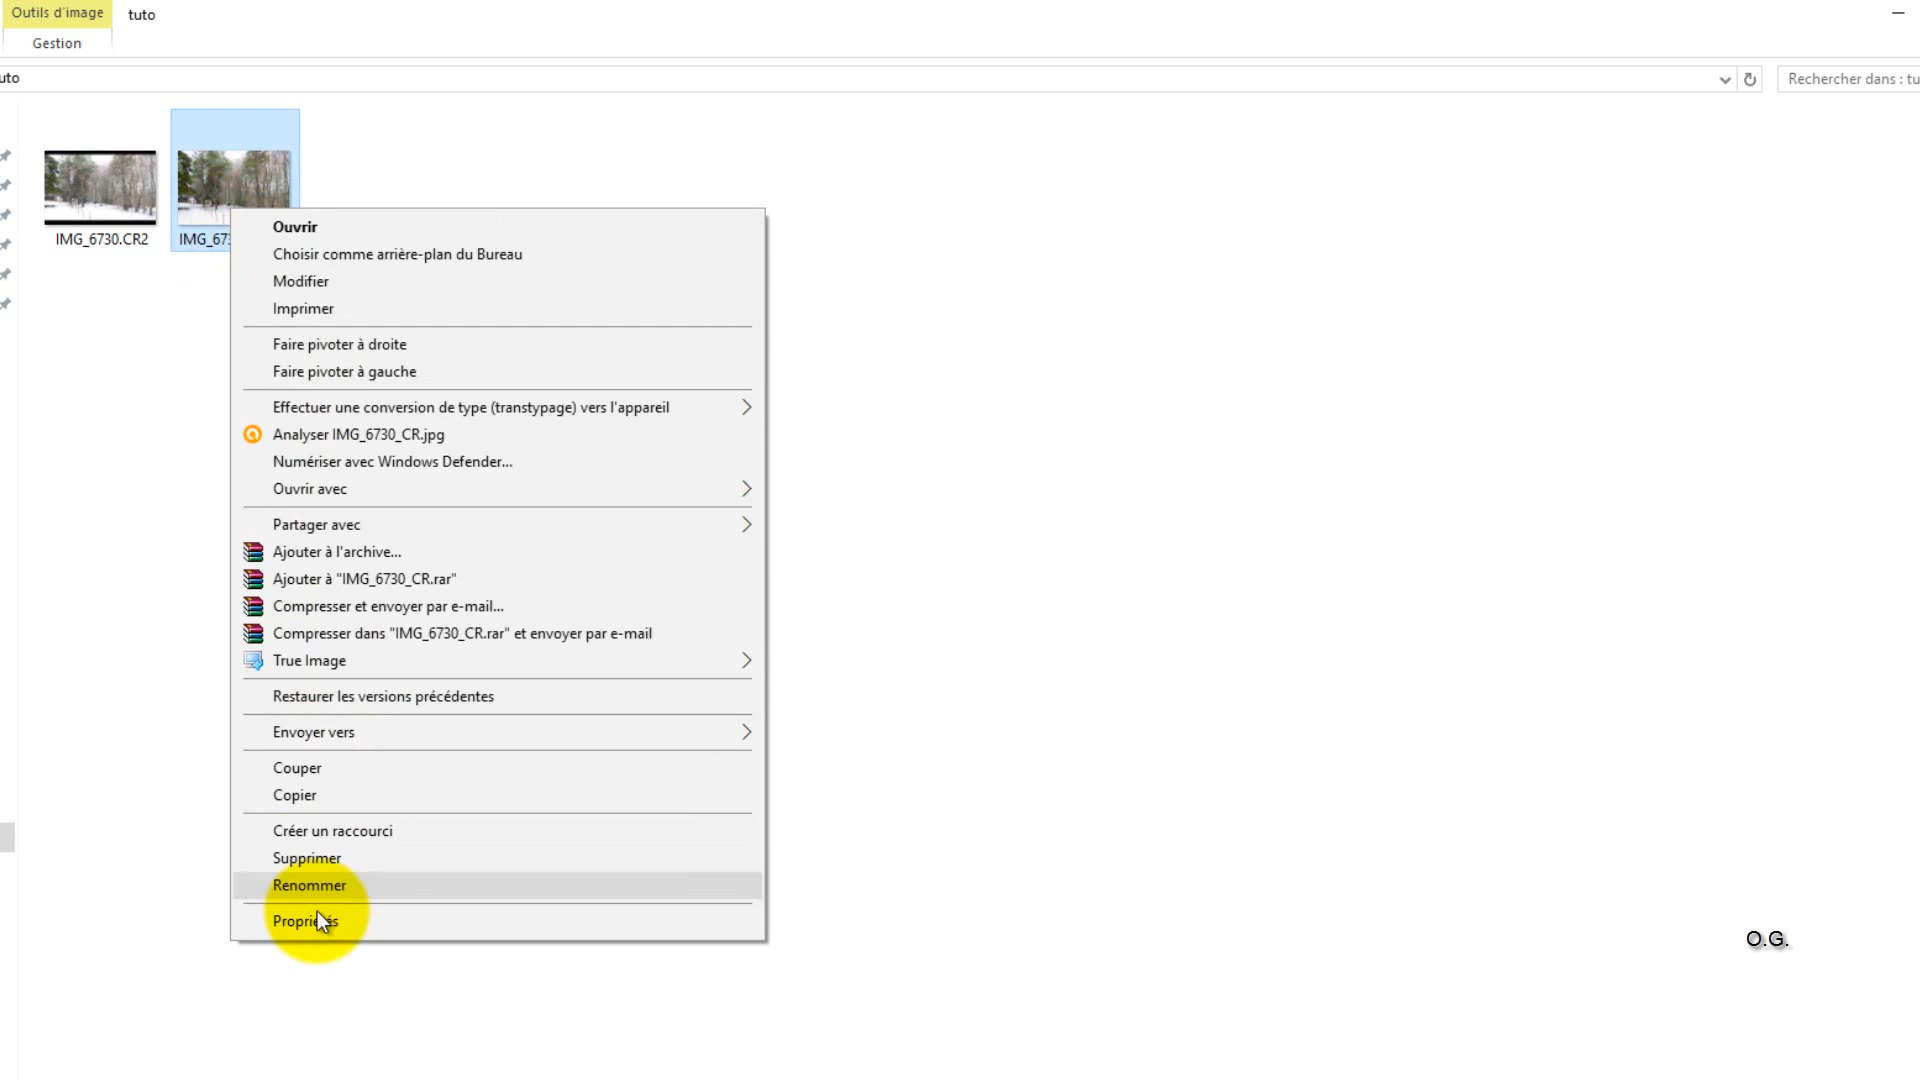 Outils d'image
tuto
Gestion
uto
Rechercher dans : tu
IMG_6730.CR2
IMG_673
Ouvrir
Choisir comme arrière-plan du Bureau
Modifier
Imprimer
Faire pivoter à droite
Faire pivoter à gauche
Effectuer une conversion de type (transtypage) vers l'appareil
Analyser IMG_6730_CR.jpg
Numériser avec Windows Defender...
Ouvrir avec
Partager avec
Ajouter à l'archive...
Ajouter à "IMG_6730_CR.rar"
Compresser et envoyer par e-mail...
Compresser dans "IMG_6730_CR.rar" et envoyer par e-mail
True Image
Restaurer les versions précédentes
Envoyer vers
Couper
Copier
Créer un raccourci
Supprimer
Renommer
Propriétés
O.G.